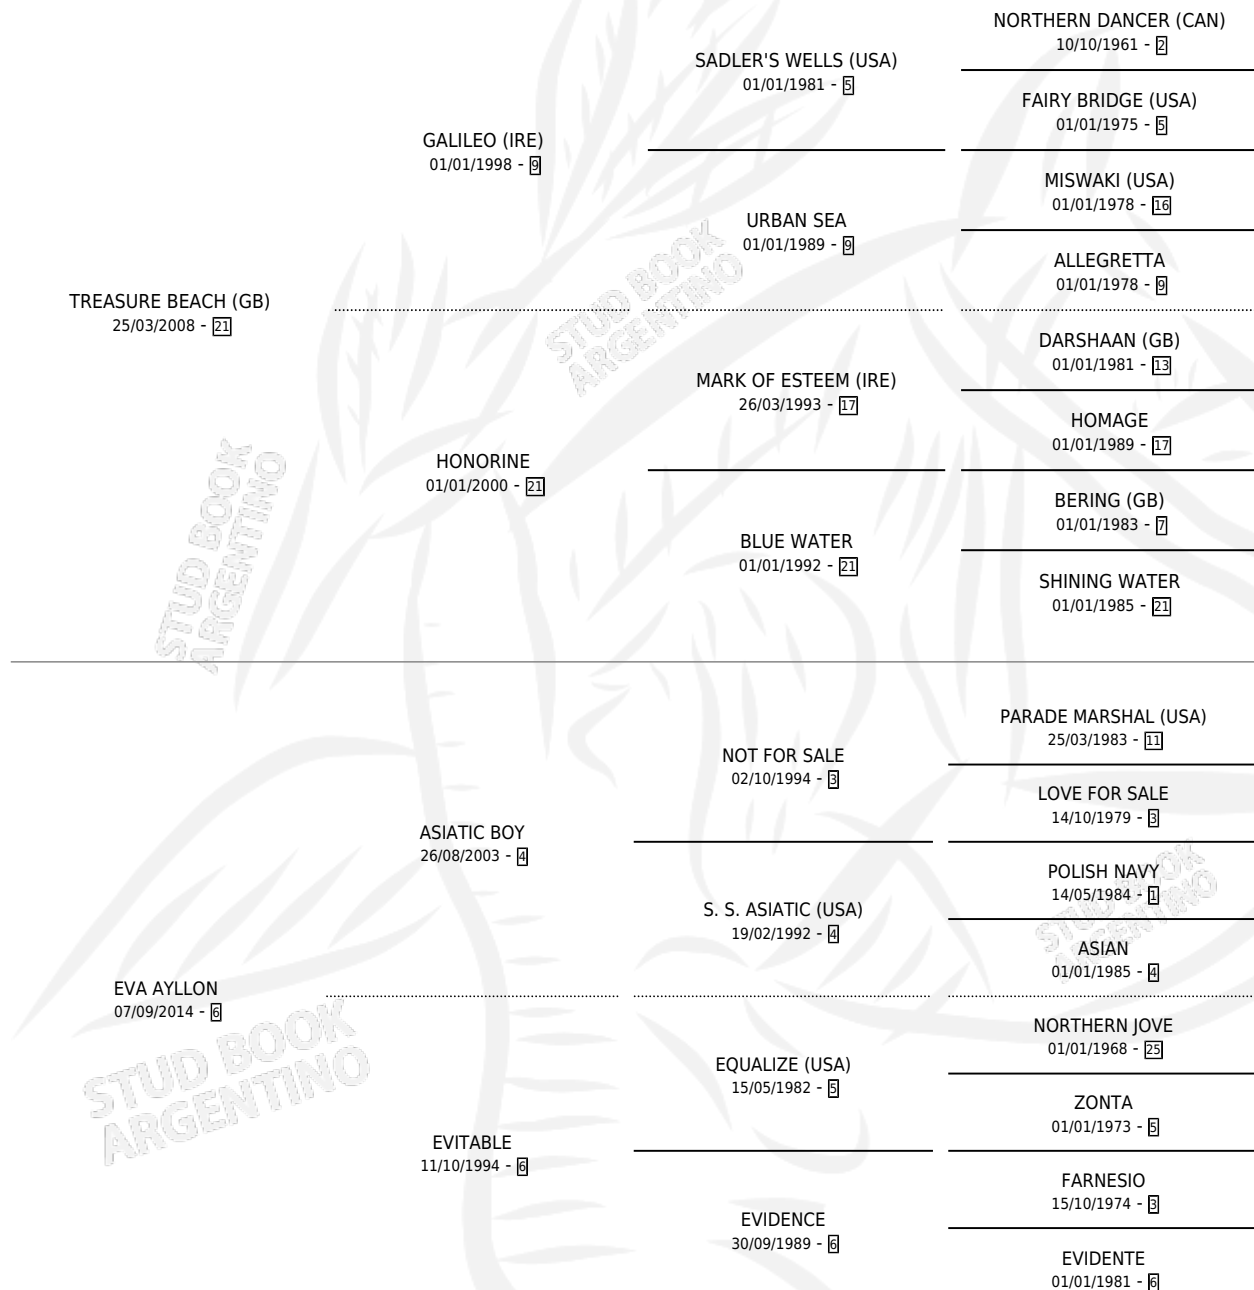 NORTHERN DANCER (CAN)
10/10/1961 - 2
SADLER'S WELLS (USA)
01/01/1981 - 5
FAIRY BRIDGE (USA)
01/01/1975 - 5
GALILEO (IRE)
01/01/1998 - 9
MISWAKI (USA)
01/01/1978 - 16
URBAN SEA
01/01/1989 - 9
ALLEGRETTA
01/01/1978 - 9
TREASURE BEACH (GB)
25/03/2008 - 21
DARSHAAN (GB)
01/01/1981 - 13
MARK OF ESTEEM (IRE)
26/03/1993 - 17
HOMAGE
01/01/1989 - 17
HONORINE
01/01/2000 - 21
BERING (GB)
01/01/1983 - 7
BLUE WATER
01/01/1992 - 21
SHINING WATER
01/01/1985 - 21
PARADE MARSHAL (USA)
25/03/1983 - 11
NOT FOR SALE
02/10/1994 - 3
LOVE FOR SALE
14/10/1979 - 3
ASIATIC BOY
26/08/2003 - 4
POLISH NAVY
14/05/1984 - 1
S. S. ASIATIC (USA)
19/02/1992 - 4
ASIAN
01/01/1985 - 4
EVA AYLLON
07/09/2014 - 6
NORTHERN JOVE
01/01/1968 - 25
EQUALIZE (USA)
15/05/1982 - 5
ZONTA
01/01/1973 - 5
EVITABLE
11/10/1994 - 6
FARNESIO
15/10/1974 - 3
EVIDENCE
30/09/1989 - 6
EVIDENTE
01/01/1981 - 6
STUD BOOK
ARGENTINO
STUD BOOK
ARGENTINO
STUD BOOK
ARGENTINO
STUD BOOK
ARGENTINO